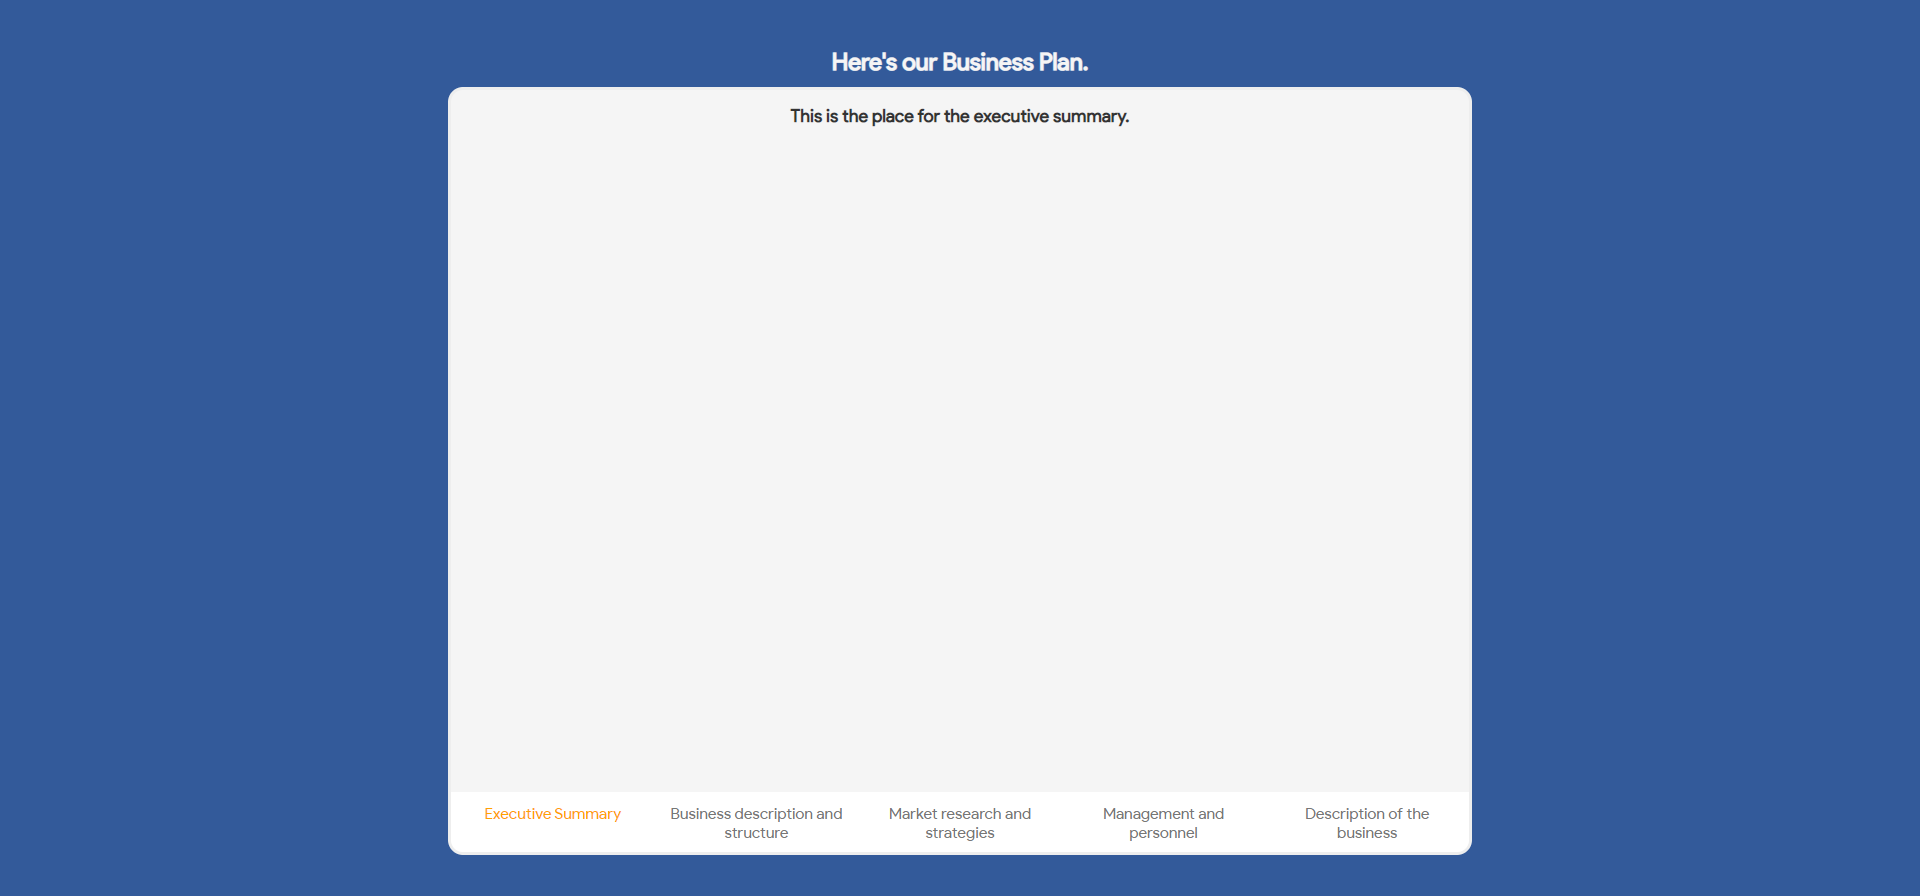 Here's our Business Plan.
This is the place for the executive summary.
Executive Summary
Business description and
structure
Market research and
strategies
Management and
personnel
Description of the
business